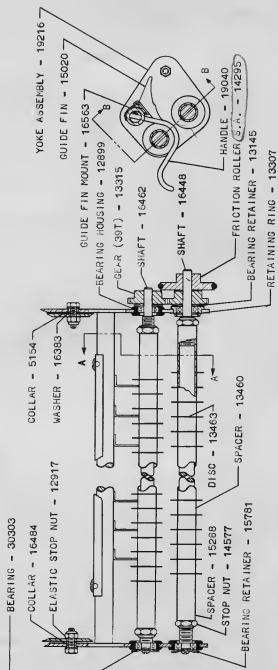 BEARING - 30303
COLLAR - 16484
ELASTIC STOP NUT - 12917
COLLAR - 5154
WASHER - 16383
A
A
YOKE ASSEMBLY - 19216
GUIDE FIN - 15020
GUIDE FIN MOUNT - 16563
BEARING HOUSING - 12899
GEAR (39T) - 13315
SHAFT - 16462
SHAFT - 16448
B
B
HANDLE - 19040
FRICTION ROLLER S.A. - 14295
BEARING RETAINER - 13145
RETAINING RING - 13307
DISC - 13463
SPACER - 13460
SPACER - 15268
STOP NUT - 14577
BEARING RETAINER - 15781